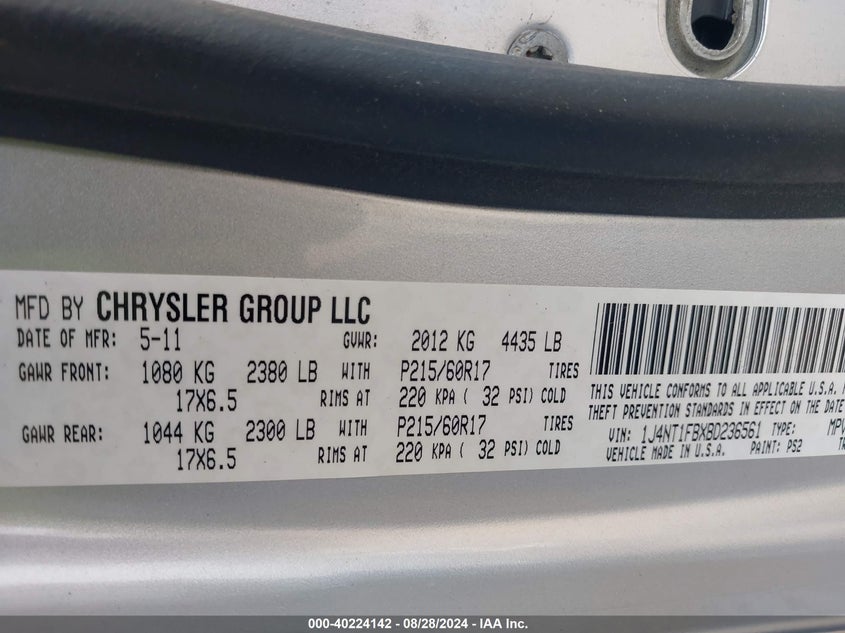 MFD BY CHRYSLER GROUP LLC
DATE OF MFR: 5-11 GVWR: 2012 KG 4435 LB
GAWR FRONT: 1080 KG 2380 LB WITH P215/60R17 TIRES
17X6.5 RIMS AT 220 KPA ( 32 PSI) COLD
GAWR REAR: 1044 KG 2300 LB WITH P215/60R17 TIRES
17X6.5 RIMS AT 220 KPA ( 32 PSI) COLD
THIS VEHICLE CONFORMS TO ALL APPLICABLE U.S.A.
THEFT PREVENTION STANDARDS IN EFFECT ON THE DATE
VIN: 1J4NT1FBXBD236561 TYPE: MPV
VEHICLE MADE IN U.S.A. PAINT: PS2
000-40224142 - 08/28/2024 - IAA Inc.